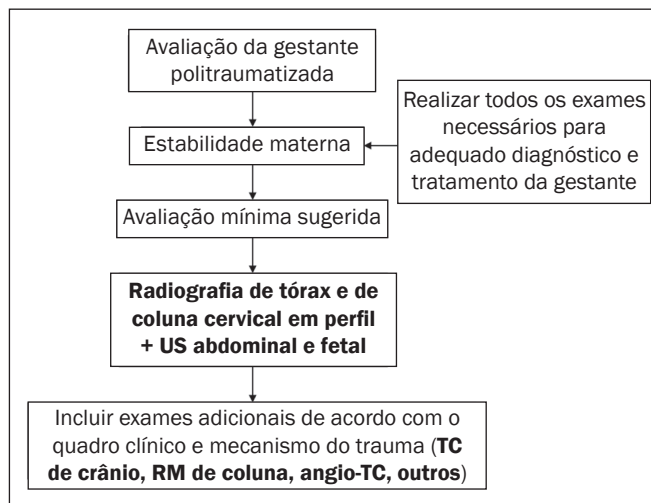 Avaliação da gestante
politraumatizada
Realizar todos os exames
necessários para
adequado diagnóstico e
tratamento da gestante
Estabilidade materna
Avaliação mínima sugerida
Radiografia de tórax e de
coluna cervical em perfil
+ US abdominal e fetal
Incluir exames adicionais de acordo com o
quadro clínico e mecanismo do trauma (TC
de crânio, RM de coluna, angio-TC, outros)